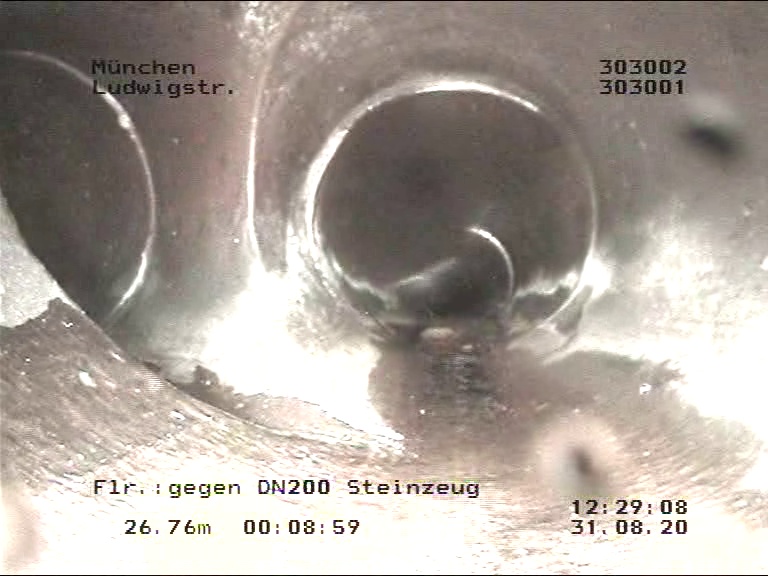 München
Ludwigstr.
303002
303001
Flr.:gegen DN200 Steinzeug
26.76m 00:08:59
12:29:08
31.08.20